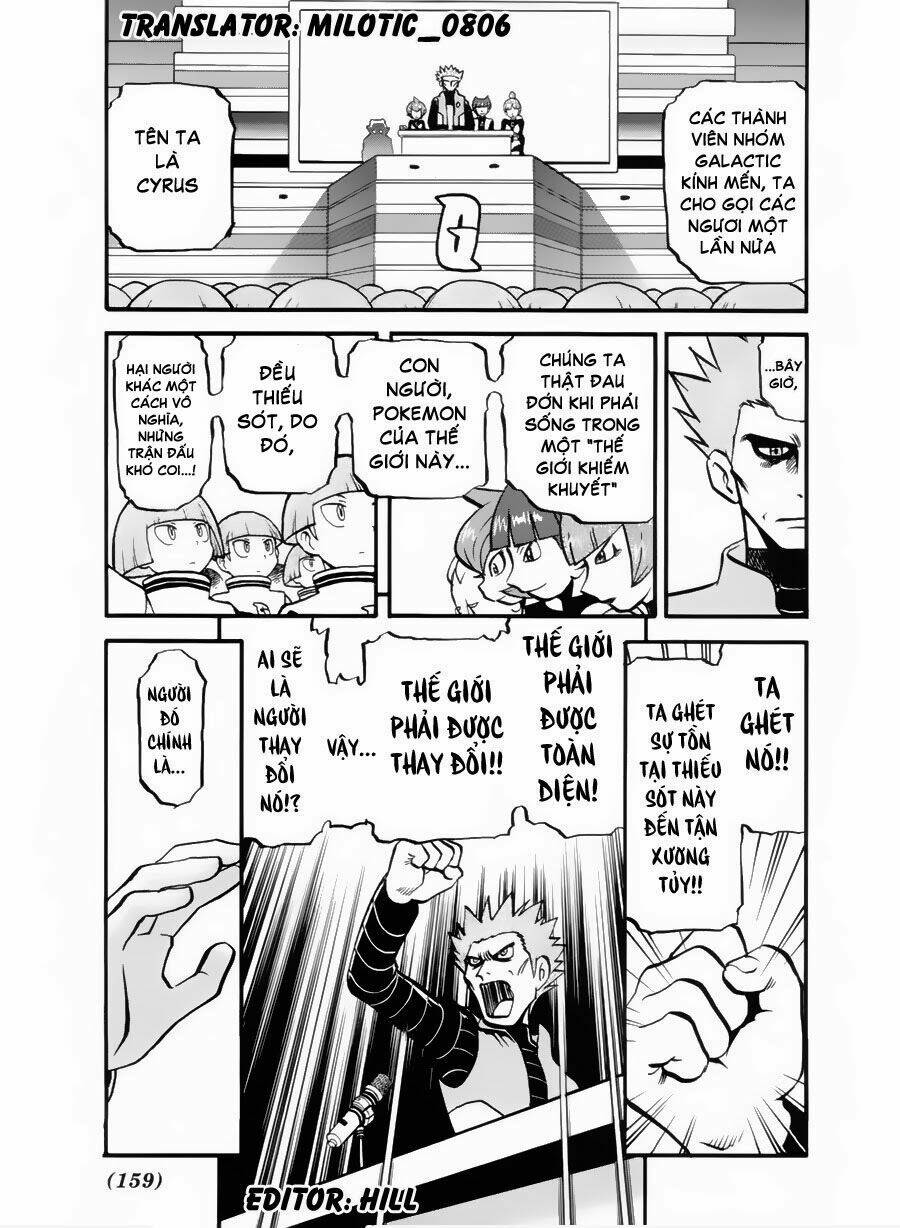 TRANSLATOR: MILOTIC_0806
CÁC THÀNH
VIÊN NHÓM
GALACTIC
KÍNH MẾN, TA
CHO GỌI CÁC
NGƯƠI MỘT
LẦN NỮA
TÊN TA
LÀ
CYRUS
...BÂY
GIỜ,
CHÚNG TA
THẬT ĐAU
ĐỚN KHI PHẢI
SỐNG TRONG
MỘT "THẾ
GIỚI KHIẾM
KHUYẾT"
CON
NGƯỜI,
POKEMON
CỦA THẾ
GIỚI NÀY...
ĐỀU
THIẾU
SÓT, DO
ĐÓ,
HẠI NGƯỜI
KHÁC MỘT
CÁCH VÔ
NGHĨA,
NHỮNG
TRẬN ĐẤU
KHÓ COI...!
TA
GHÉT
NÓ!!
TA GHÉT
SỰ TỒN
TẠI THIẾU
SÓT NÀY
ĐẾN TẬN
XƯƠNG
TỦY!!
THẾ GIỚI
PHẢI
ĐƯỢC
TOÀN
DIỆN!
THẾ GIỚI
PHẢI ĐƯỢC
THAY ĐỔI!!
VẬY...
AI SẼ
LÀ
NGƯỜI
THAY
ĐỔI
NÓ!?
NGƯỜI
ĐÓ
CHÍNH
LÀ...
(159)
EDITOR: HILL